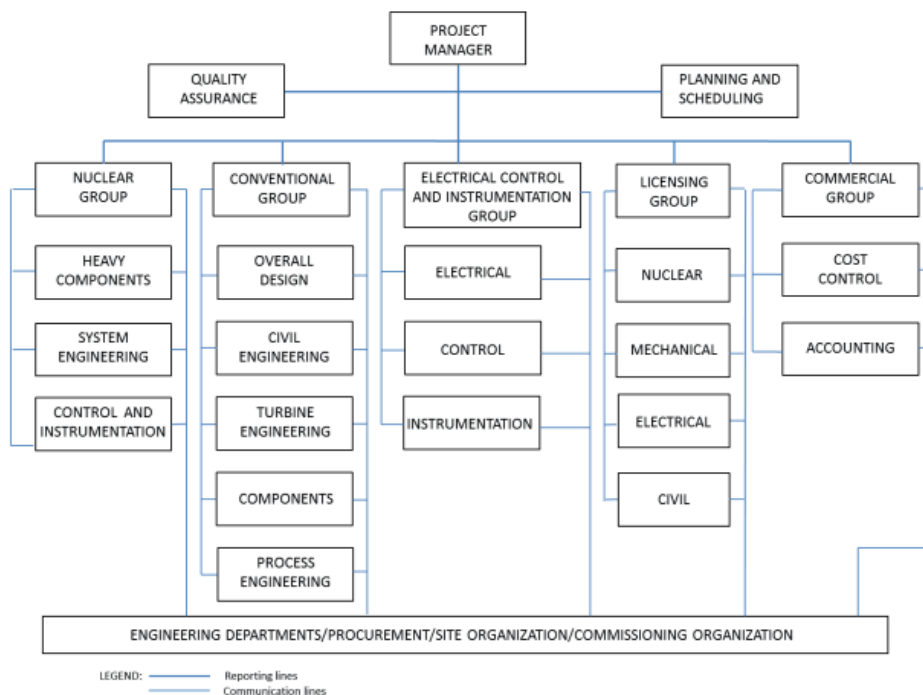 PROJECT
MANAGER
QUALITY
ASSURANCE
PLANNING AND
SCHEDULING
NUCLEAR
GROUP
HEAVY
COMPONENTS
SYSTEM
ENGINEERING
CONTROL AND
INSTRUMENTATION
CONVENTIONAL
GROUP
OVERALL
DESIGN
CIVIL
ENGINEERING
TURBINE
ENGINEERING
COMPONENTS
PROCESS
ENGINEERING
ELECTRICAL CONTROL
AND INSTRUMENTATION
GROUP
ELECTRICAL
CONTROL
INSTRUMENTATION
LICENSING
GROUP
NUCLEAR
MECHANICAL
ELECTRICAL
CIVIL
COMMERCIAL
GROUP
COST
CONTROL
ACCOUNTING
ENGINEERING DEPARTMENTS/PROCUREMENT/SITE ORGANIZATION/COMMISSIONING ORGANIZATION
LEGEND: Reporting lines
Communication lines